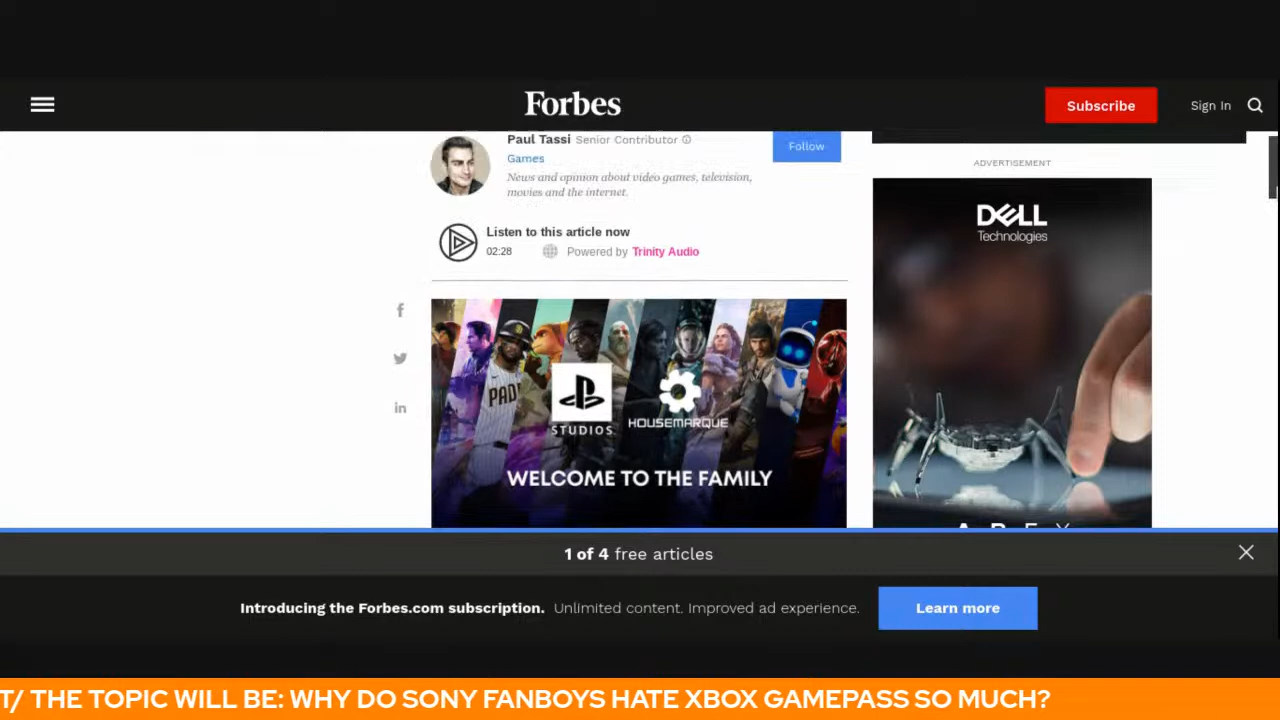 Forbes
Subscribe
Sign In
Paul Tassi Senior Contributor
Games
Follow
News and opinion about video games, television,
movies and the internet.
Listen to this article now
02:28 Powered by Trinity Audio
ADVERTISEMENT
DELL
Technologies
PAD
STUDIOS
HOUSEMARQUE
WELCOME TO THE FAMILY
1 of 4 free articles
Introducing the Forbes.com subscription. Unlimited content. Improved ad experience.
Learn more
T/ THE TOPIC WILL BE: WHY DO SONY FANBOYS HATE XBOX GAMEPASS SO MUCH?